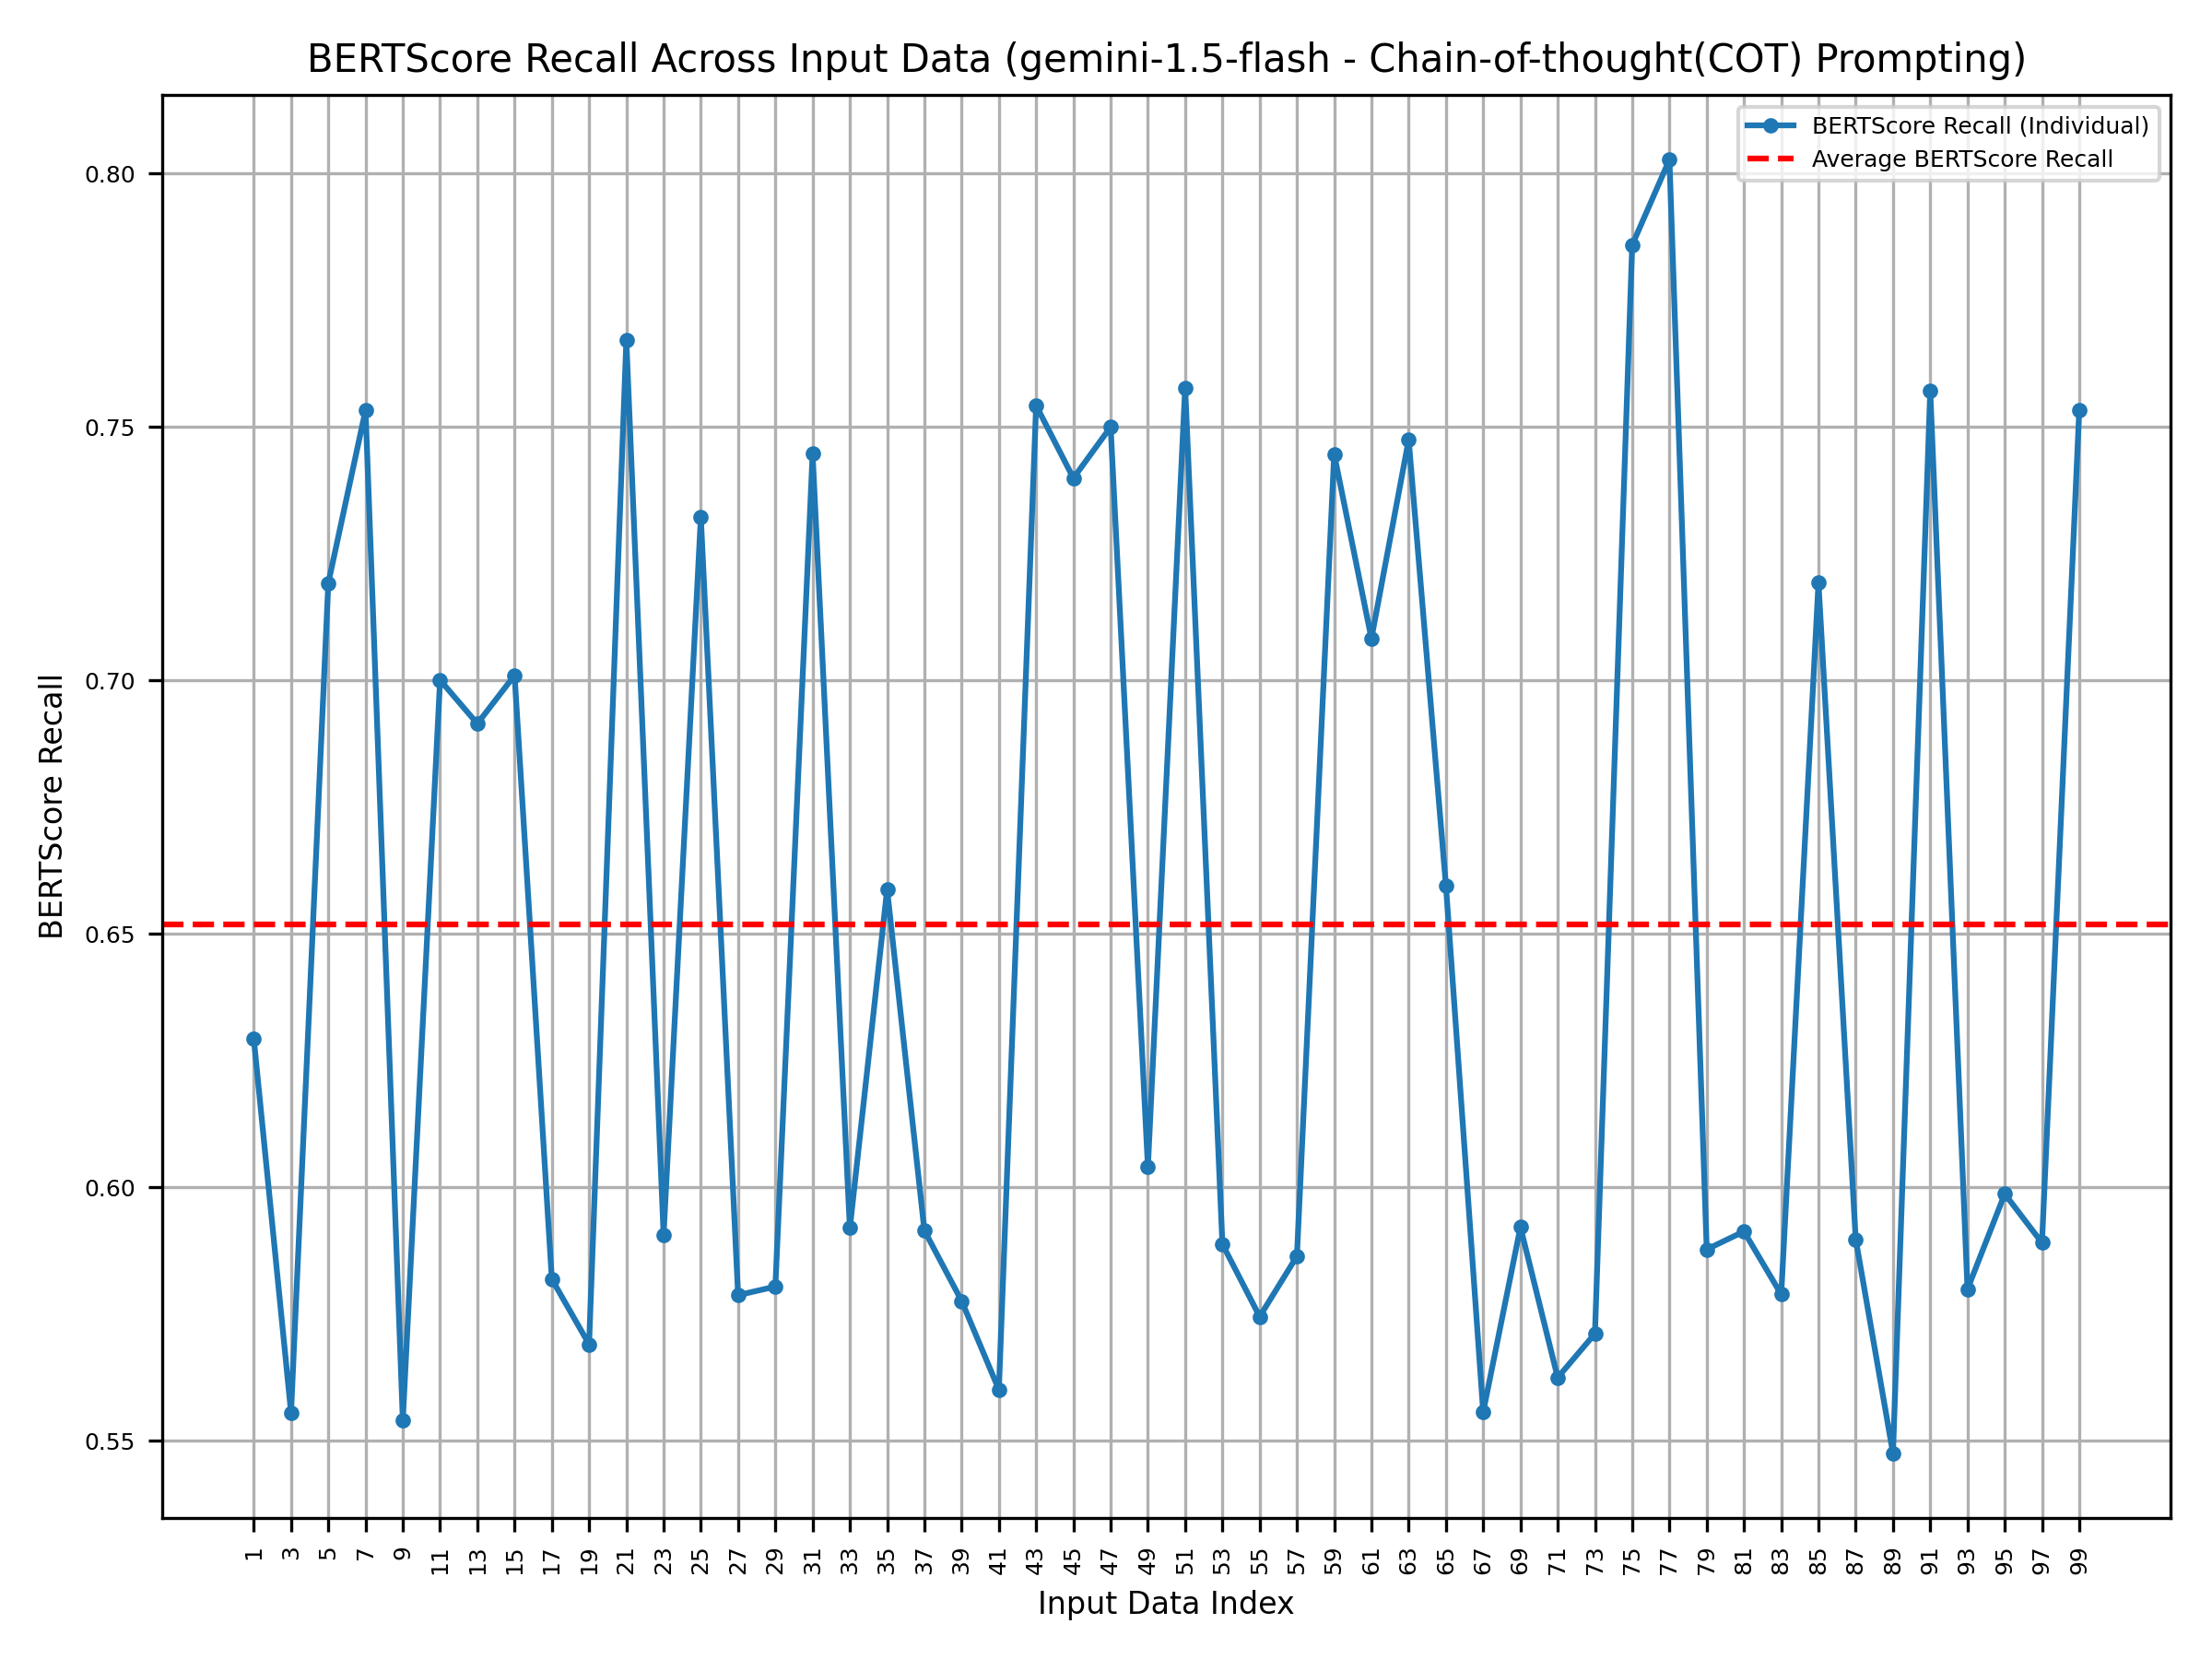 BERTScore Recall Across Input Data (gemini-1.5-flash - Chain-of-thought(COT) Prompting)
BERTScore Recall (Individual)
Average BERTScore Recall
BERTScore Recall
0.80
0.75
0.70
0.65
0.60
0.55
1 3 5 7 9 11 13 15 17 19 21 23 25 27 29 31 33 35 37 39 41 43 45 47 49 51 53 55 57 59 61 63 65 67 69 71 73 75 77 79 81 83 85 87 89 91 93 95 97 99
Input Data Index